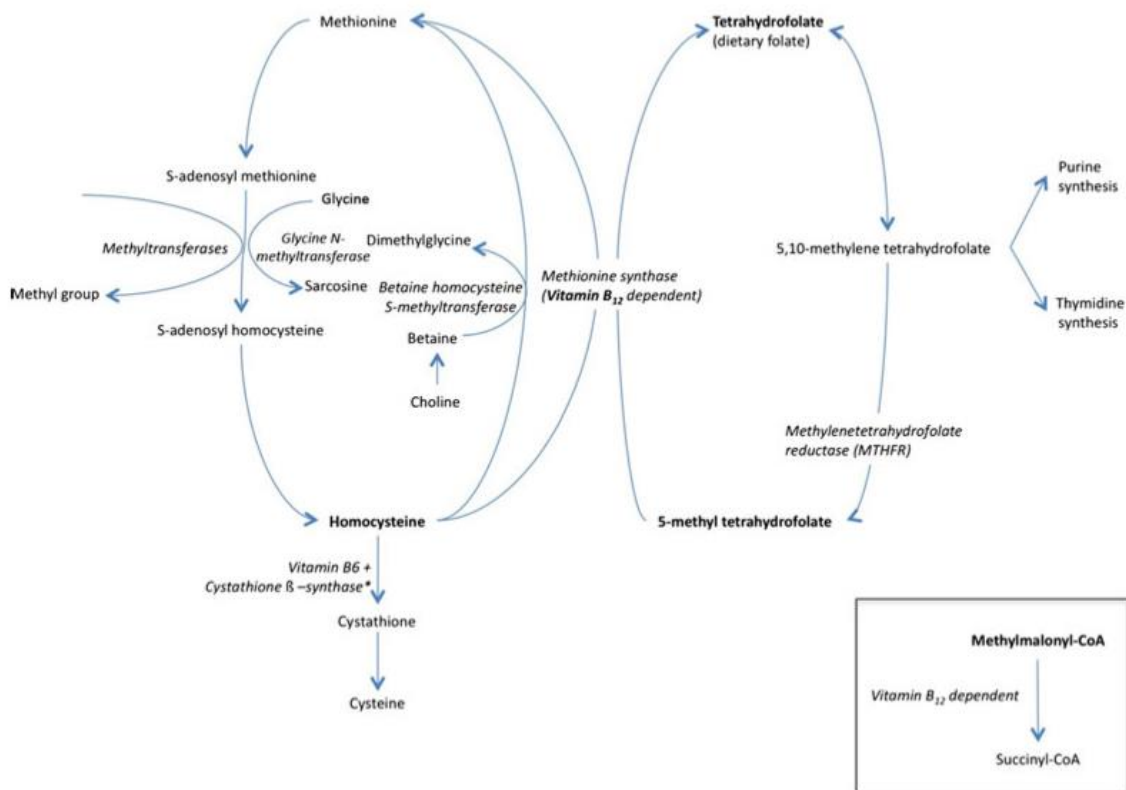 Methionine
Tetrahydrofolate
(dietary folate)
S-adenosyl methionine
Glycine
Methyltransferases
Glycine N-
methyltransferase
Dimethylglycine
Methyl group
Sarcosine
Betaine homocysteine
S-methyltransferase
S-adenosyl homocysteine
Betaine
Choline
Methionine synthase
(Vitamin B12 dependent)
5,10-methylene tetrahydrofolate
Purine
synthesis
Thymidine
synthesis
Methylenetetrahydrofolate
reductase (MTHFR)
Homocysteine
5-methyl tetrahydrofolate
Vitamin B6 +
Cystathione ß –synthase*
Cystathione
Cysteine
Methylmalonyl-CoA
Vitamin B12 dependent
Succinyl-CoA